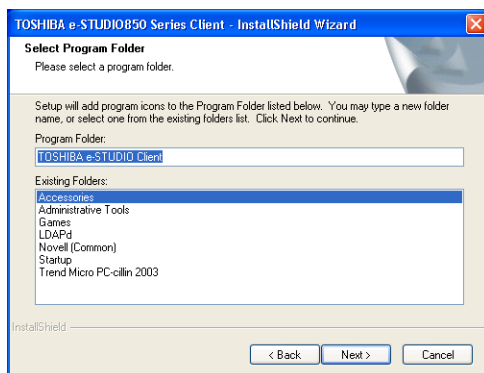 TOSHIBA e-STUDIO850 Series Client - InstallShield Wizard
Select Program Folder
Please select a program folder.
Setup will add program icons to the Program Folder listed below. You may type a new folder
name, or select one from the existing folders list. Click Next to continue.
Program Folder:
TOSHIBA e-STUDIO Client
Existing Folders:
Accessories
Administrative Tools
Games
LDAPd
Novell (Common)
Startup
Trend Micro PC-cillin 2003
InstallShield
< Back Next > Cancel